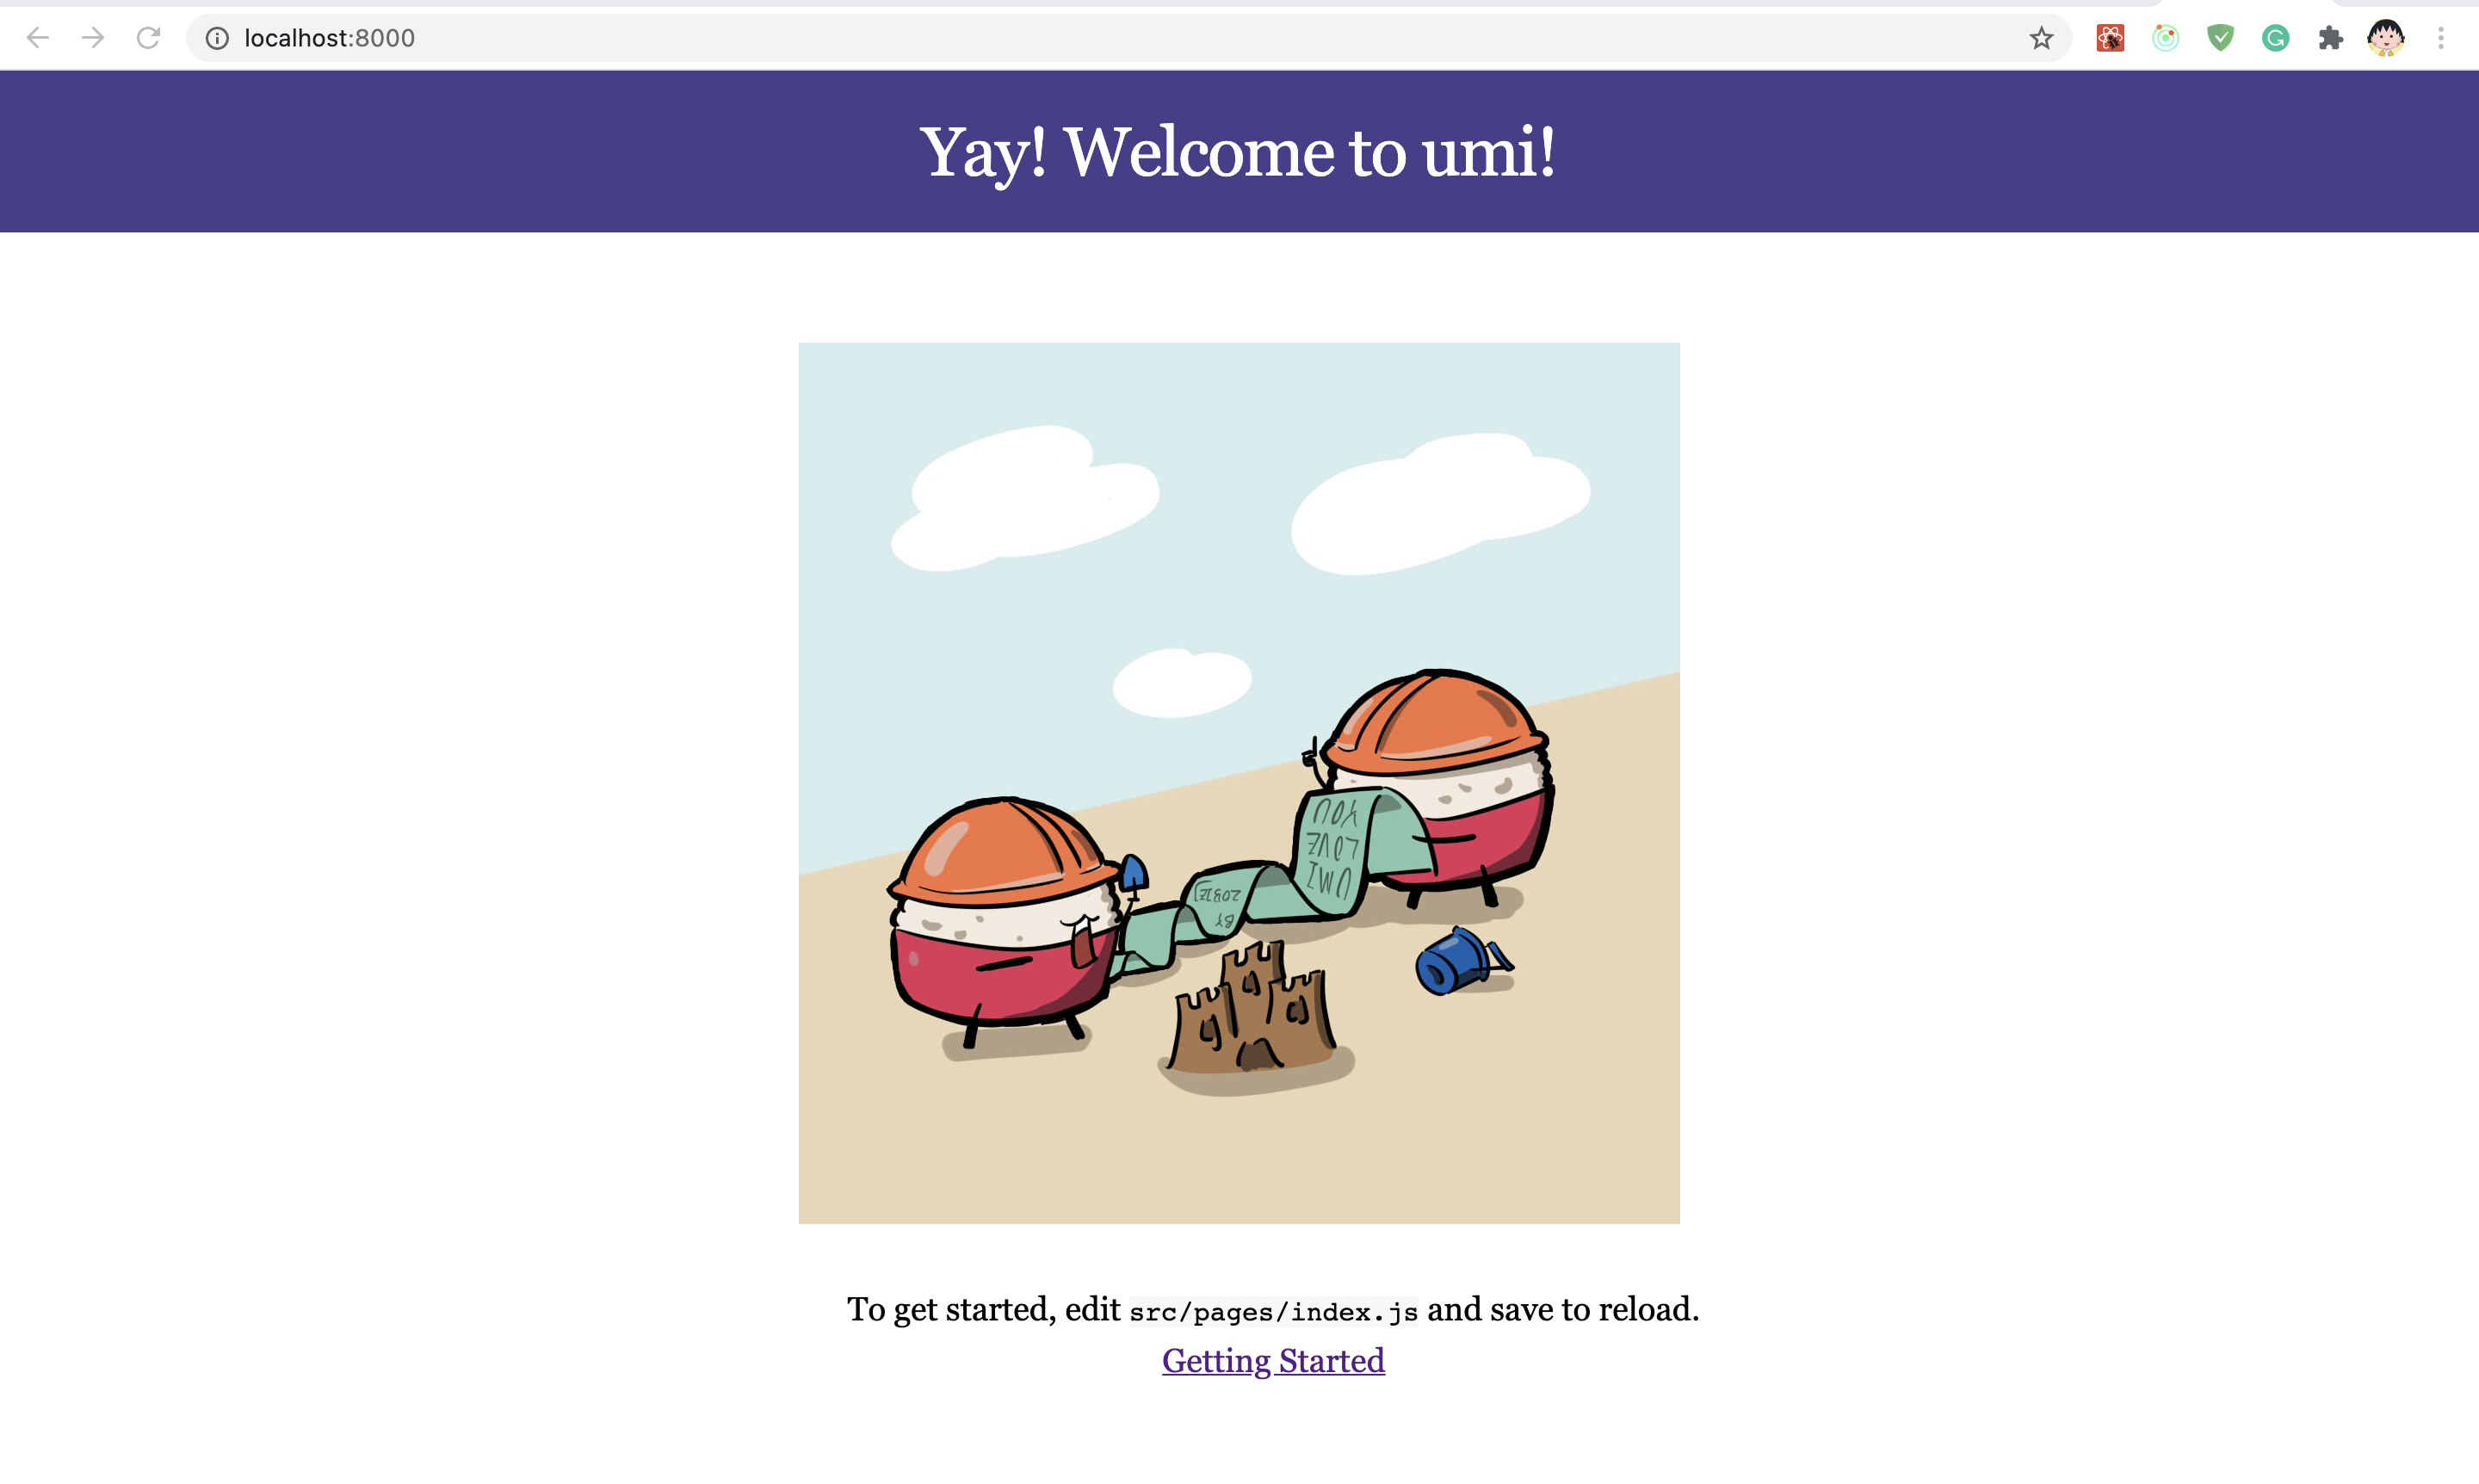 localhost:8000
Yay! Welcome to umi!
UMI
LOVE
YOU
BY
To get started, edit src/pages/index.js and save to reload.
Getting Started